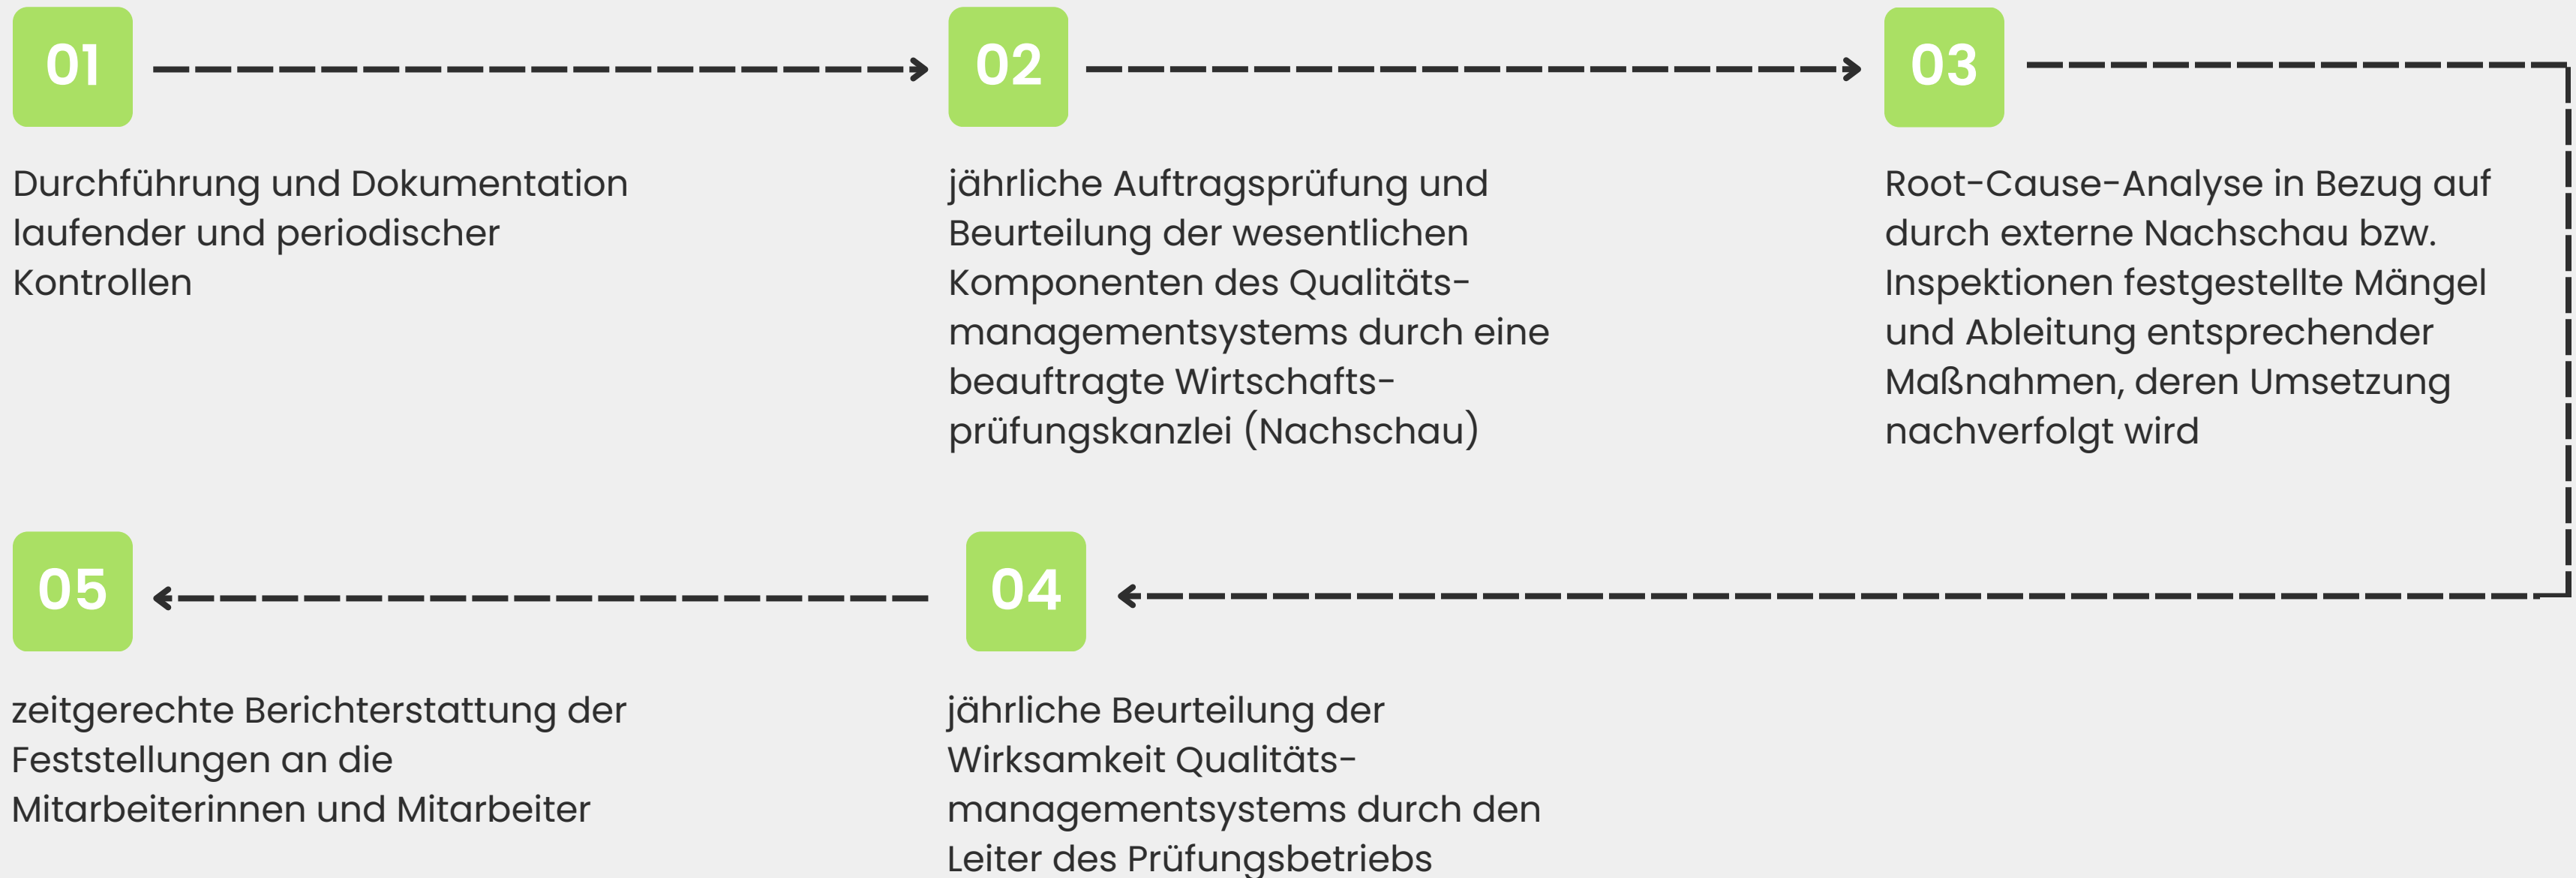 01
Durchführung und Dokumentation
laufender und periodischer
Kontrollen
02
jährliche Auftragsprüfung und
Beurteilung der wesentlichen
Komponenten des Qualitäts-
managementsystems durch eine
beauftragte Wirtschafts-
prüfungskanzlei (Nachschau)
03
Root-Cause-Analyse in Bezug auf
durch externe Nachschau bzw.
Inspektionen festgestellte Mängel
und Ableitung entsprechender
Maßnahmen, deren Umsetzung
nachverfolgt wird
04
jährliche Beurteilung der
Wirksamkeit Qualitäts-
managementsystems durch den
Leiter des Prüfungsbetriebs
05
zeitgerechte Berichterstattung der
Feststellungen an die
Mitarbeiterinnen und Mitarbeiter